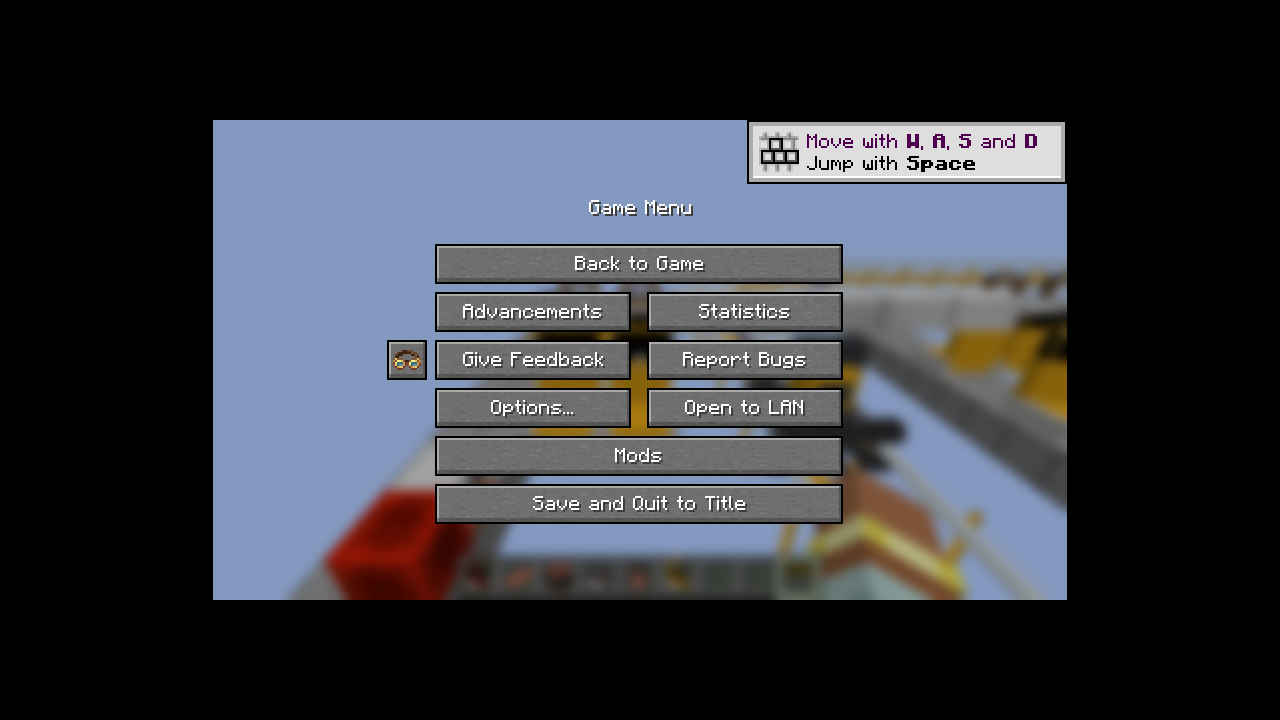 Move with W, A, S and D
Jump with Space
Game Menu
Back to Game
Advancements
Statistics
Give Feedback
Report Bugs
Options...
Open to LAN
Mods
Save and Quit to Title